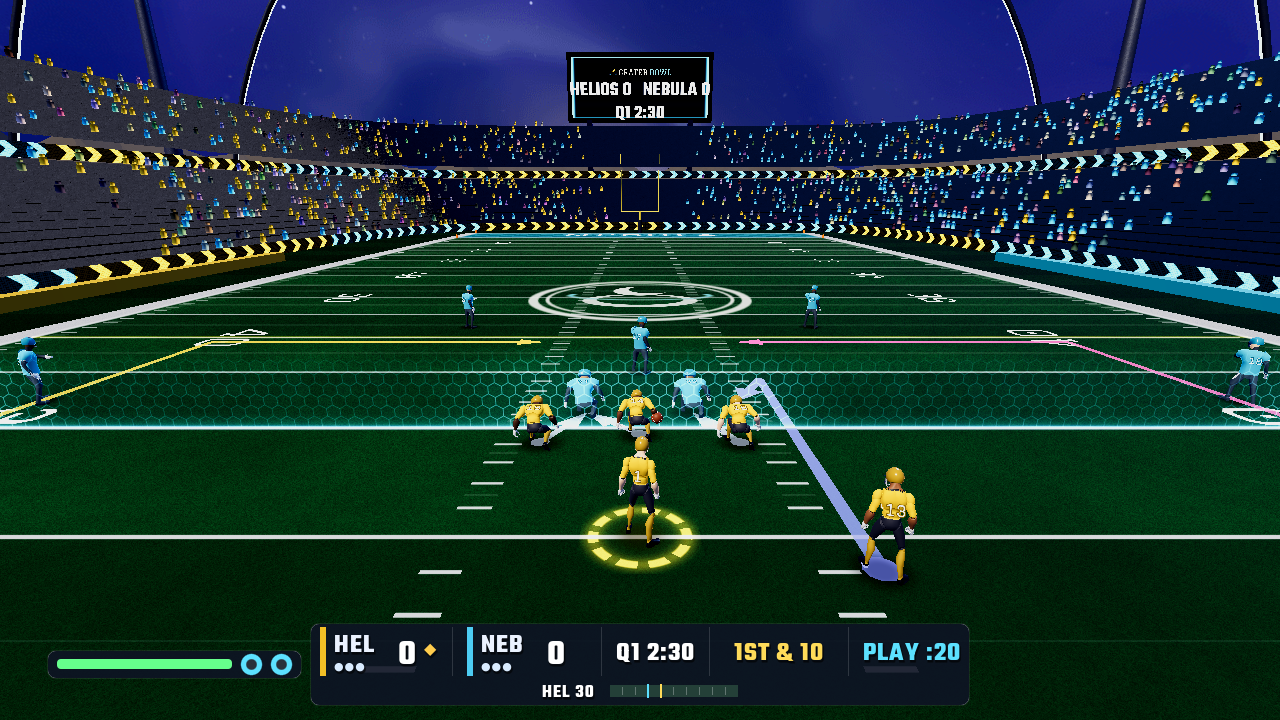 CRATER BOWL
HELIOS 0 NEBULA 0
Q1 2:30
1
13
HEL 0 NEB 0 Q1 2:30 1ST & 10 PLAY :20
HEL 30